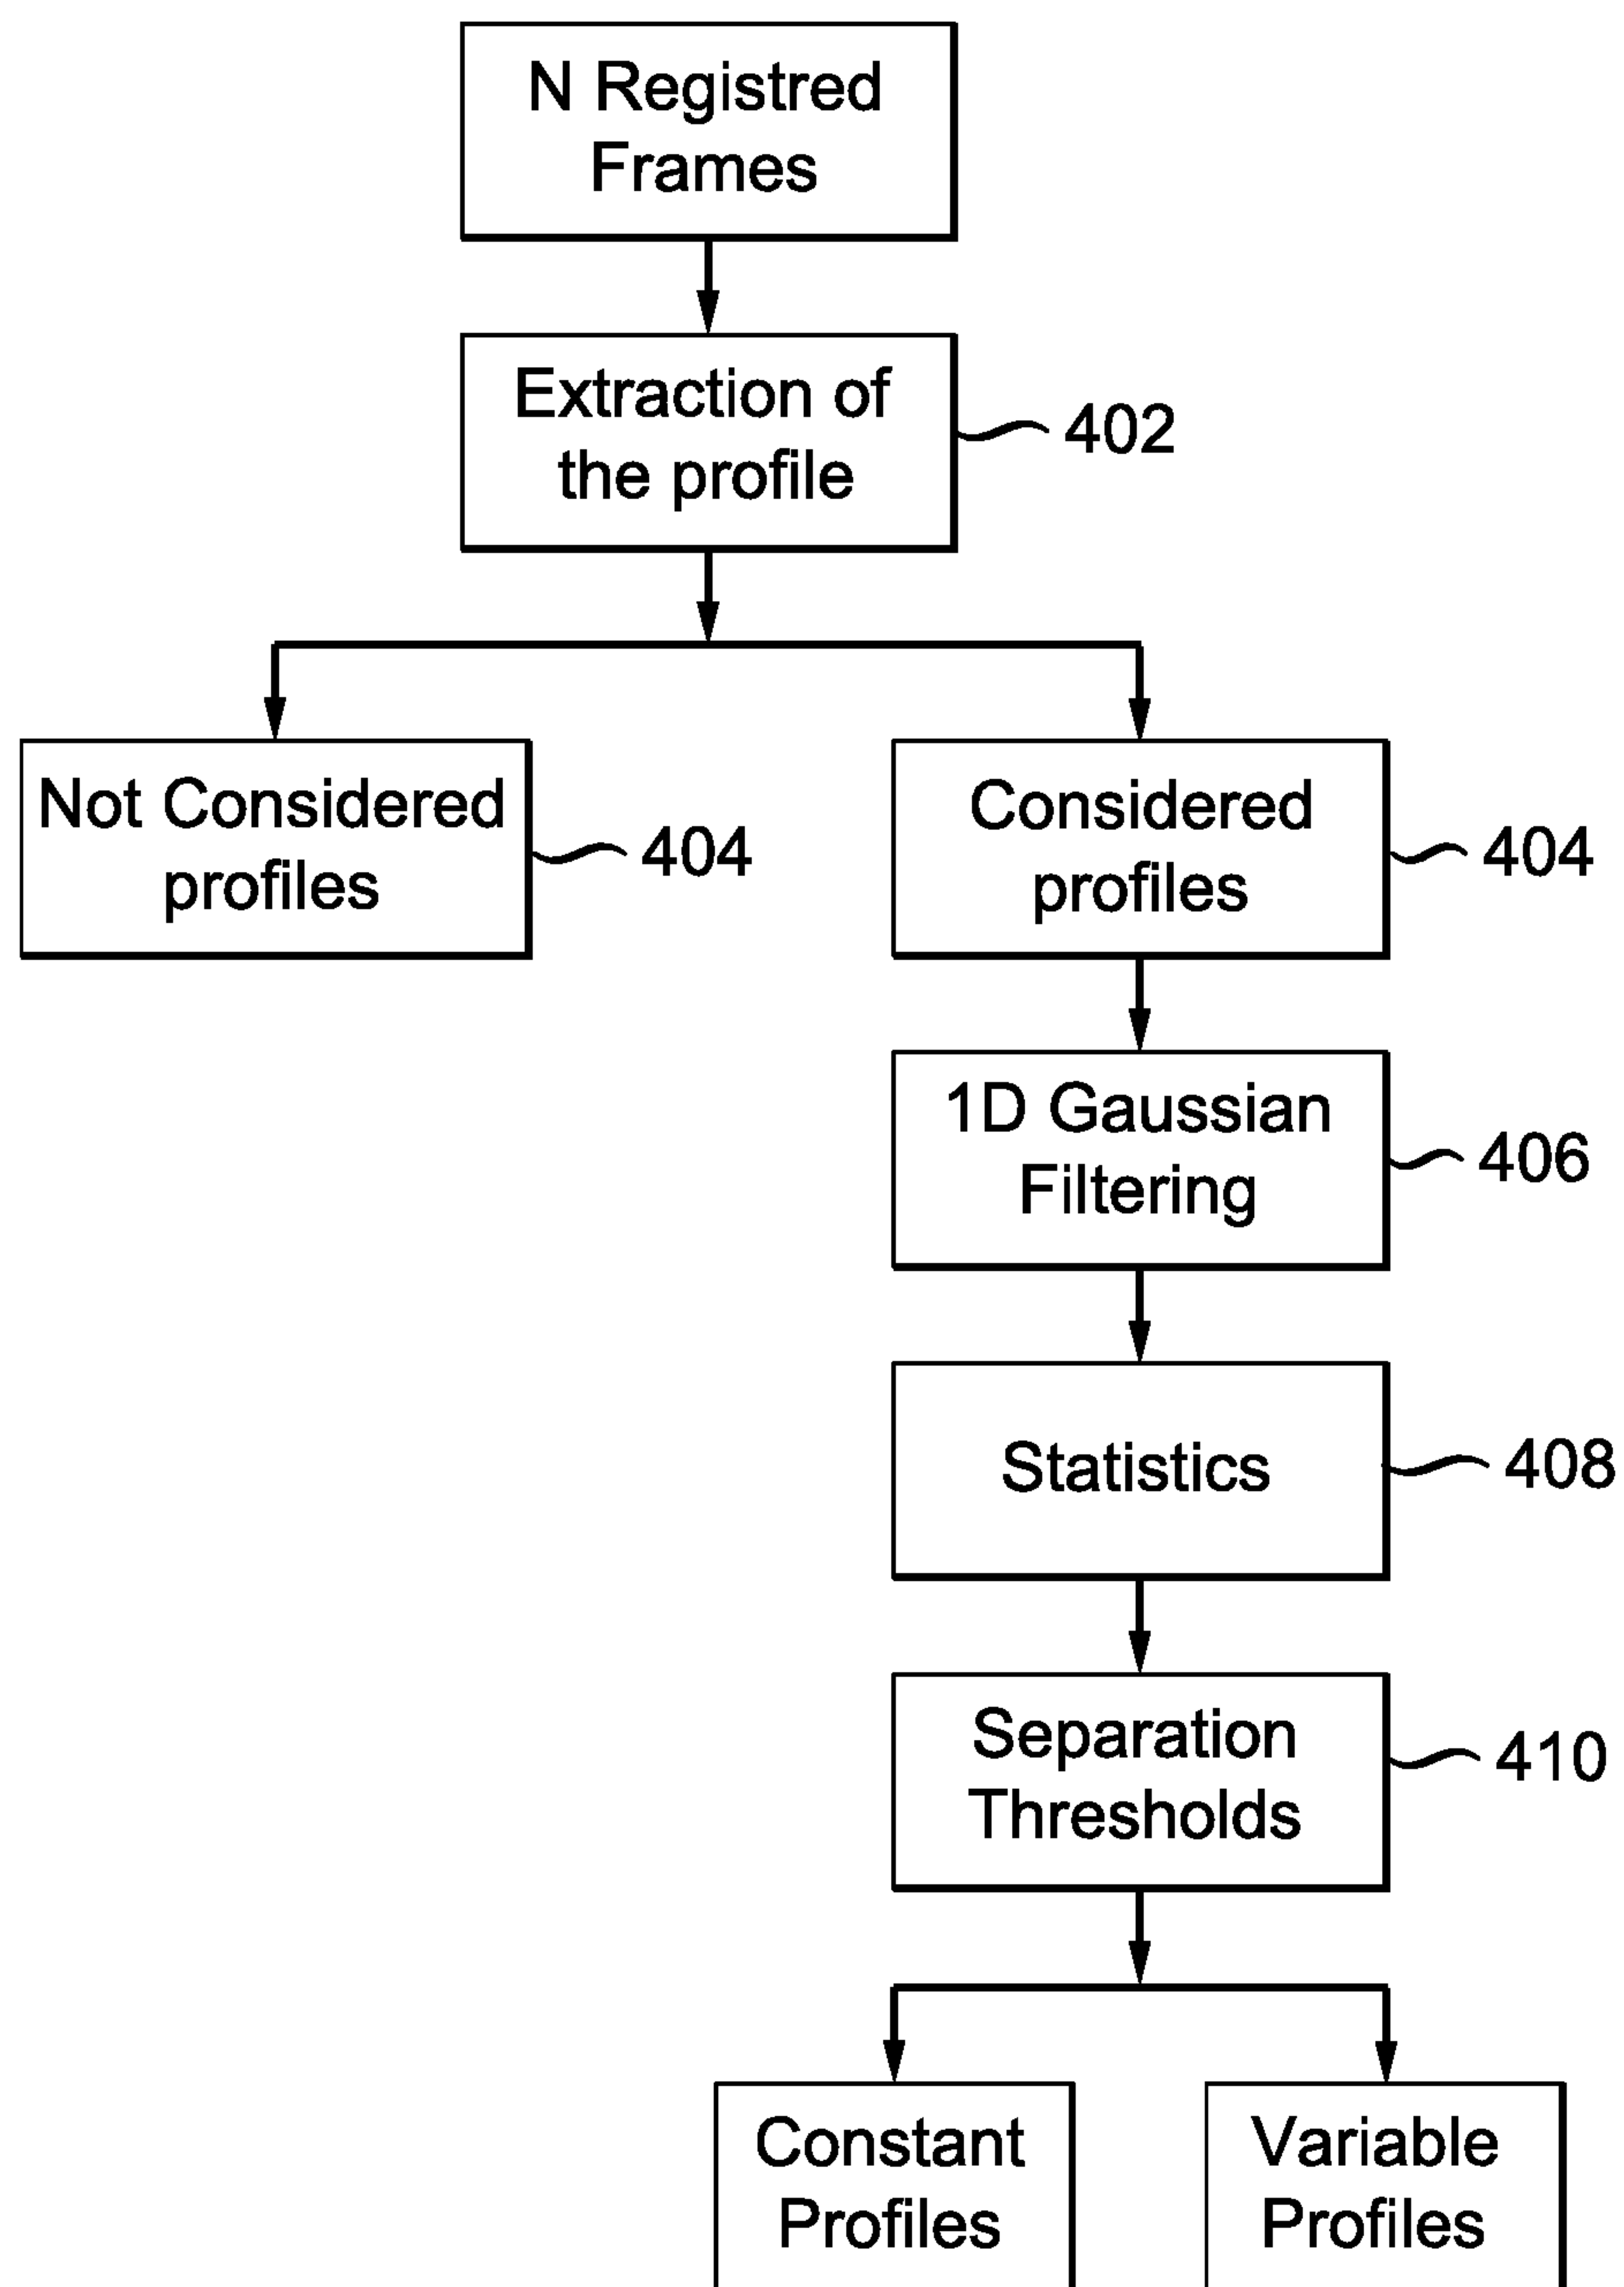 N Registred
Frames
Extraction of
the profile
402
Not Considered
profiles
404
Considered
profiles
404
1D Gaussian
Filtering
406
Statistics
408
Separation
Thresholds
410
Constant
Profiles
Variable
Profiles